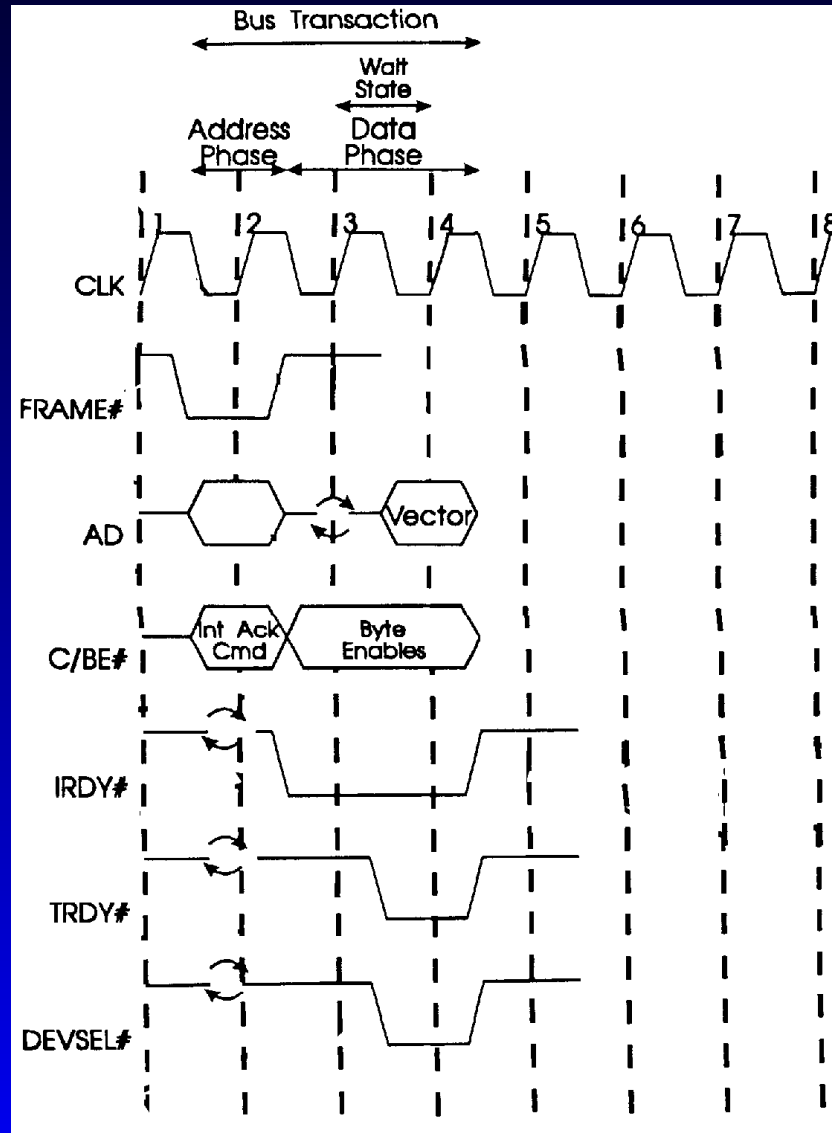 Bus Transaction
Wait
State
Address
Phase
Data
Phase
1 2 3 4 5 6 7 8
CLK
FRAME#
AD
Vector
C/BE#
Int Ack
Cmd
Byte
Enables
IRDY#
TRDY#
DEVSEL#